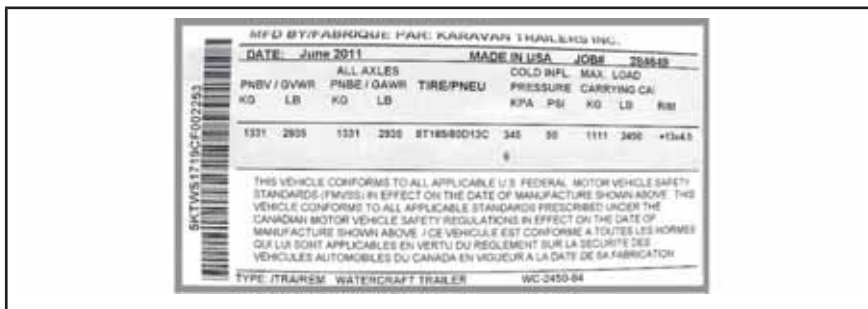 MFD BY/FABRIQUE PAR: KARAVAN TRAILERS INC.
DATE: June 2011 MADE IN USA JOB# 284649
ALL AXLES COLD INFL. MAX. LOAD
PNBV / GVWR PNBE / GAWR TIRE/PNEU PRESSURE CARRYING CA
KG LB KG LB KPA PSI KG LB RIM
1331 2935 1331 2935 ST185/80D13C 345 50 1111 2450 +13x4.5
THIS VEHICLE CONFORMS TO ALL APPLICABLE U.S. FEDERAL MOTOR VEHICLE SAFETY
STANDARDS (FMVSS) IN EFFECT ON THE DATE OF MANUFACTURE SHOWN ABOVE. THIS
VEHICLE CONFORMS TO ALL APPLICABLE STANDARDS PRESCRIBED UNDER THE
CANADIAN MOTOR VEHICLE SAFETY REGULATIONS IN EFFECT ON THE DATE OF
MANUFACTURE SHOWN ABOVE. / CE VEHICULE EST CONFORME A TOUTES LES NORMES
QUI LUI SONT APPLICABLES EN VERTU DU REGLEMENT SUR LA SECURITE DES
VEHICULES AUTOMOBILES DU CANADA EN VIGUEUR A LA DATE DE SA FABRICATION
TYPE: /TRA/REM WATERCRAFT TRAILER WC-2450-84
5KTWS1719CF002253